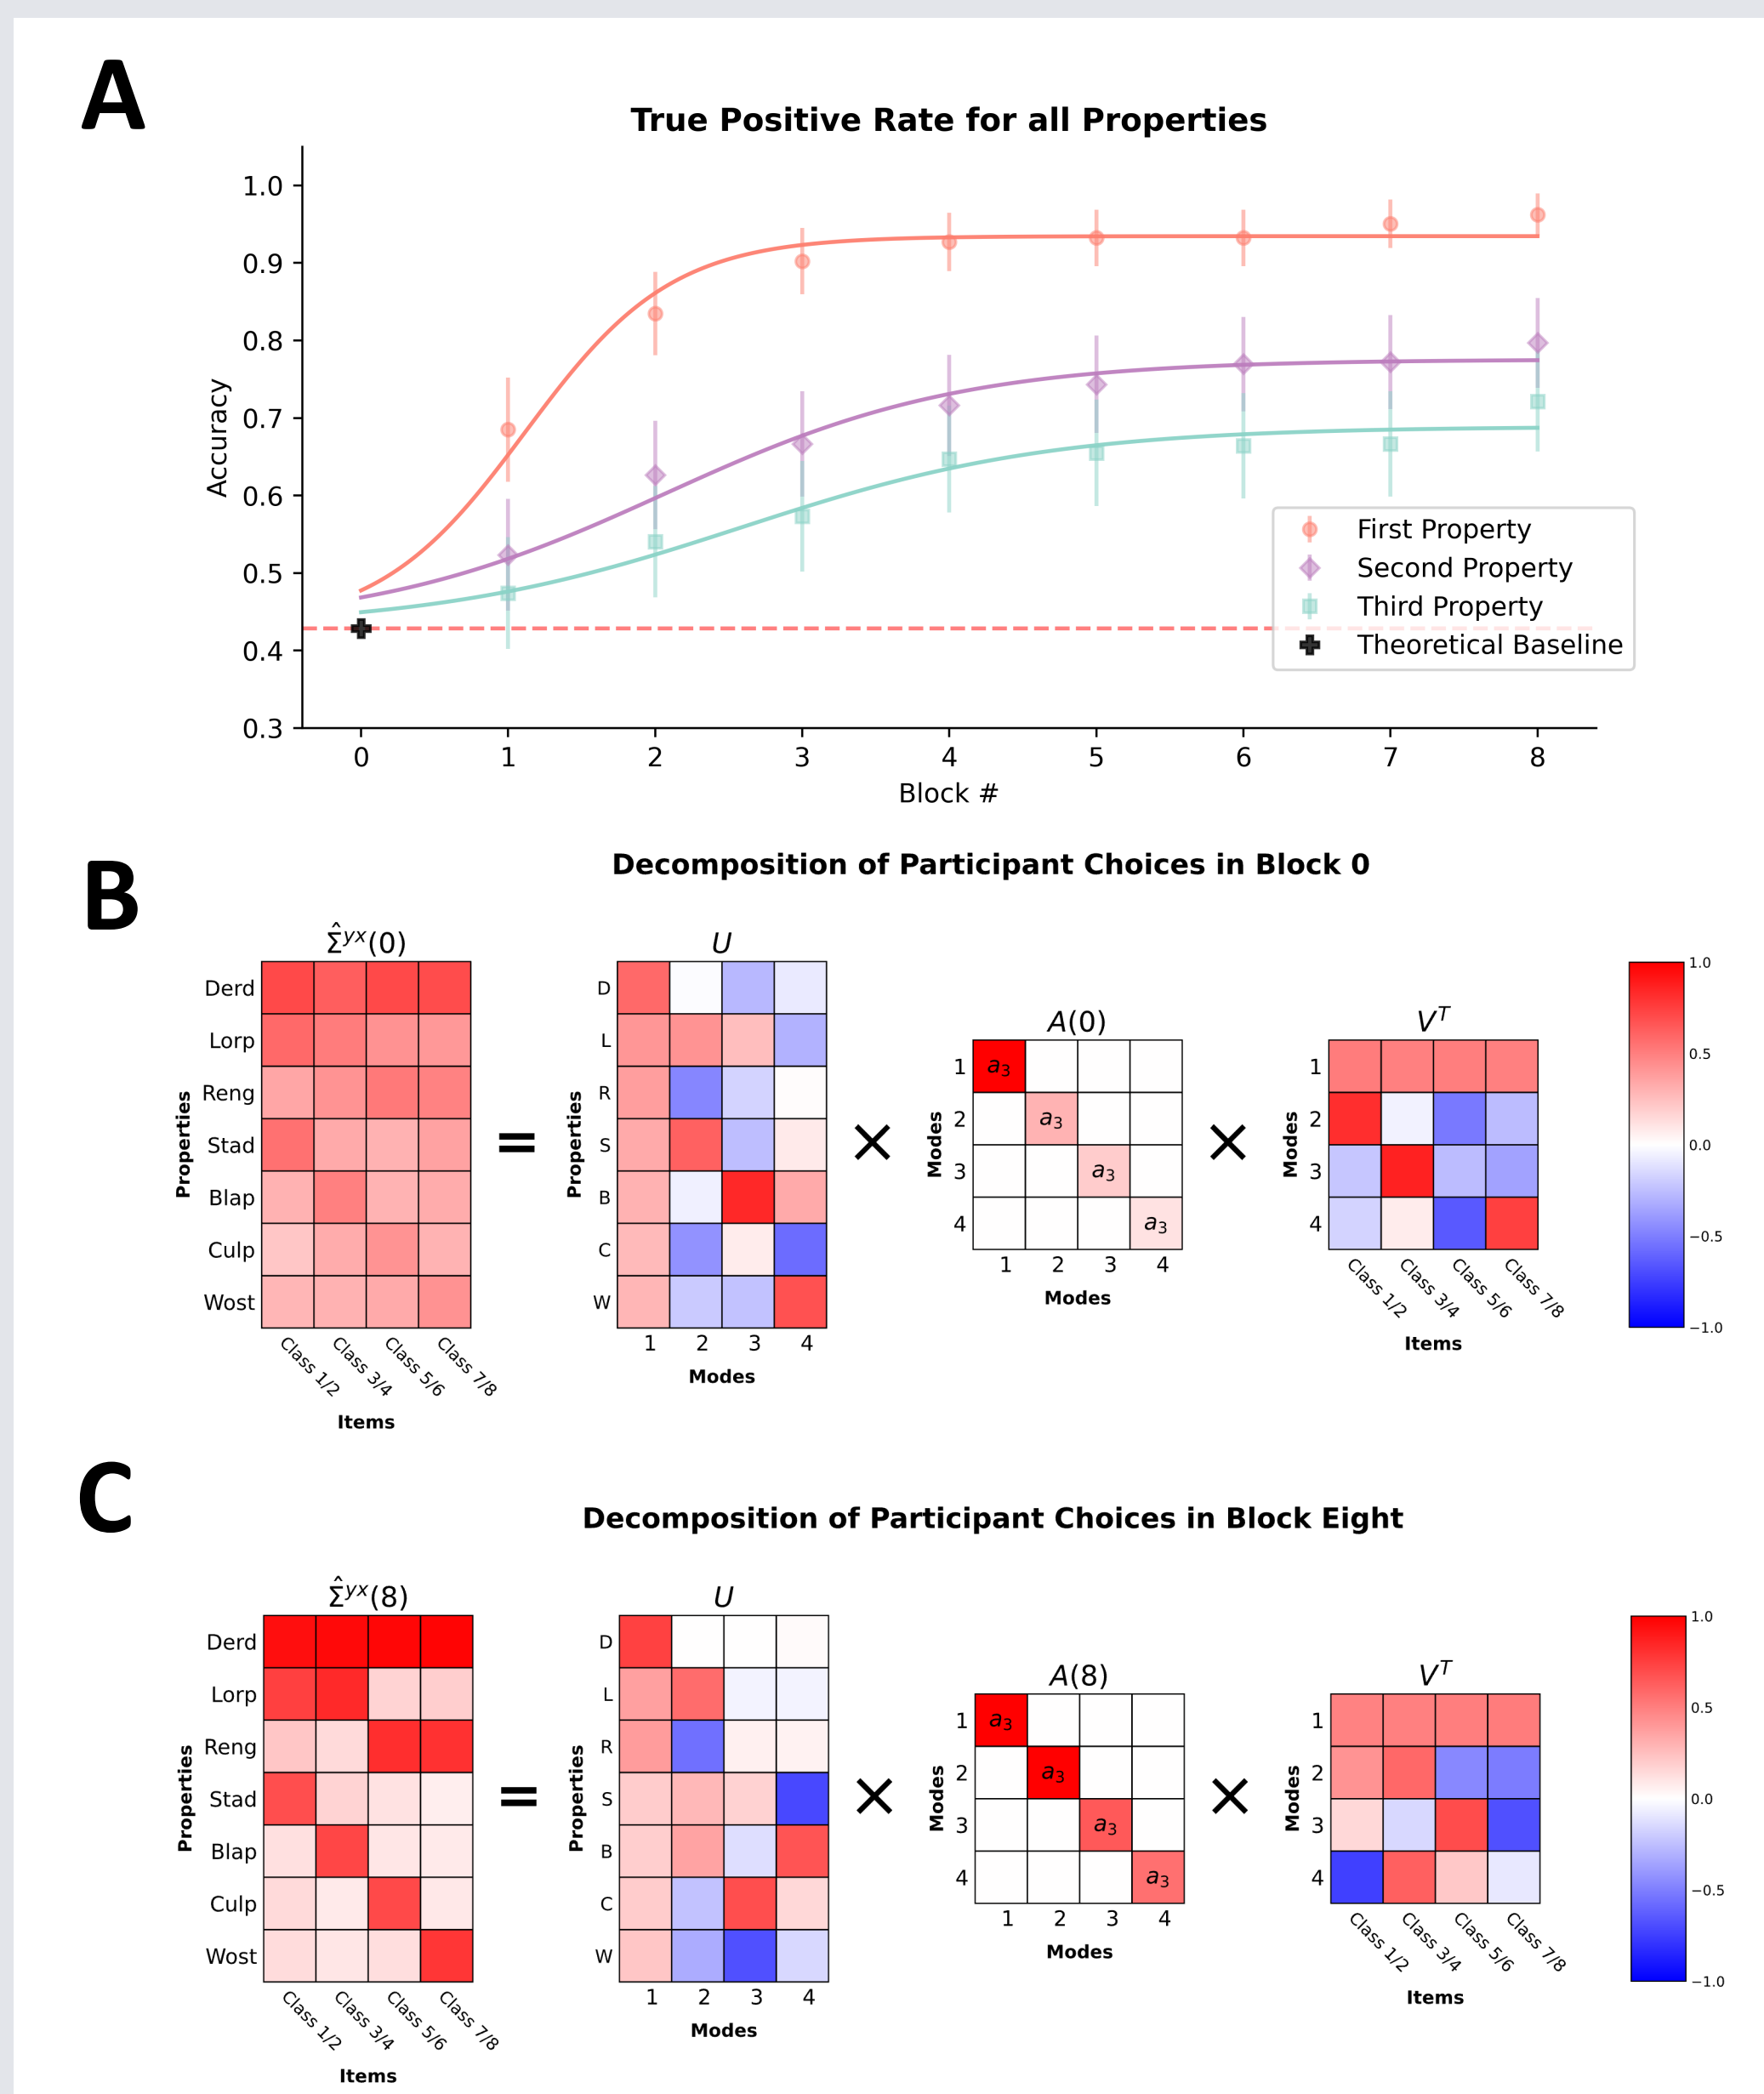 A
True Positive Rate for all Properties
1.0
0.9
0.8
0.7
0.6
0.5
0.4
0.3
Accuracy
0 1 2 3 4 5 6 7 8
Block #
First Property
Second Property
Third Property
Theoretical Baseline
B
Decomposition of Participant Choices in Block 0
Σ̂^{yx}(0)
Properties
Derd
Lorp
Reng
Stad
Blap
Culp
Wost
Class 1/2 Class 3/4 Class 5/6 Class 7/8
Items
=
U
Properties
D
L
R
S
B
C
W
1 2 3 4
Modes
×
A(0)
Modes
1 a₃
2 a₃
3 a₃
4 a₃
1 2 3 4
Modes
×
V^T
Modes
1
2
3
4
Class 1/2 Class 3/4 Class 5/6 Class 7/8
Items
1.0
0.5
0.0
−0.5
−1.0
C
Decomposition of Participant Choices in Block Eight
Σ̂^{yx}(8)
Properties
Derd
Lorp
Reng
Stad
Blap
Culp
Wost
Class 1/2 Class 3/4 Class 5/6 Class 7/8
Items
=
U
Properties
D
L
R
S
B
C
W
1 2 3 4
Modes
×
A(8)
Modes
1 a₃
2 a₃
3 a₃
4 a₃
1 2 3 4
Modes
×
V^T
Modes
1
2
3
4
Class 1/2 Class 3/4 Class 5/6 Class 7/8
Items
1.0
0.5
0.0
−0.5
−1.0